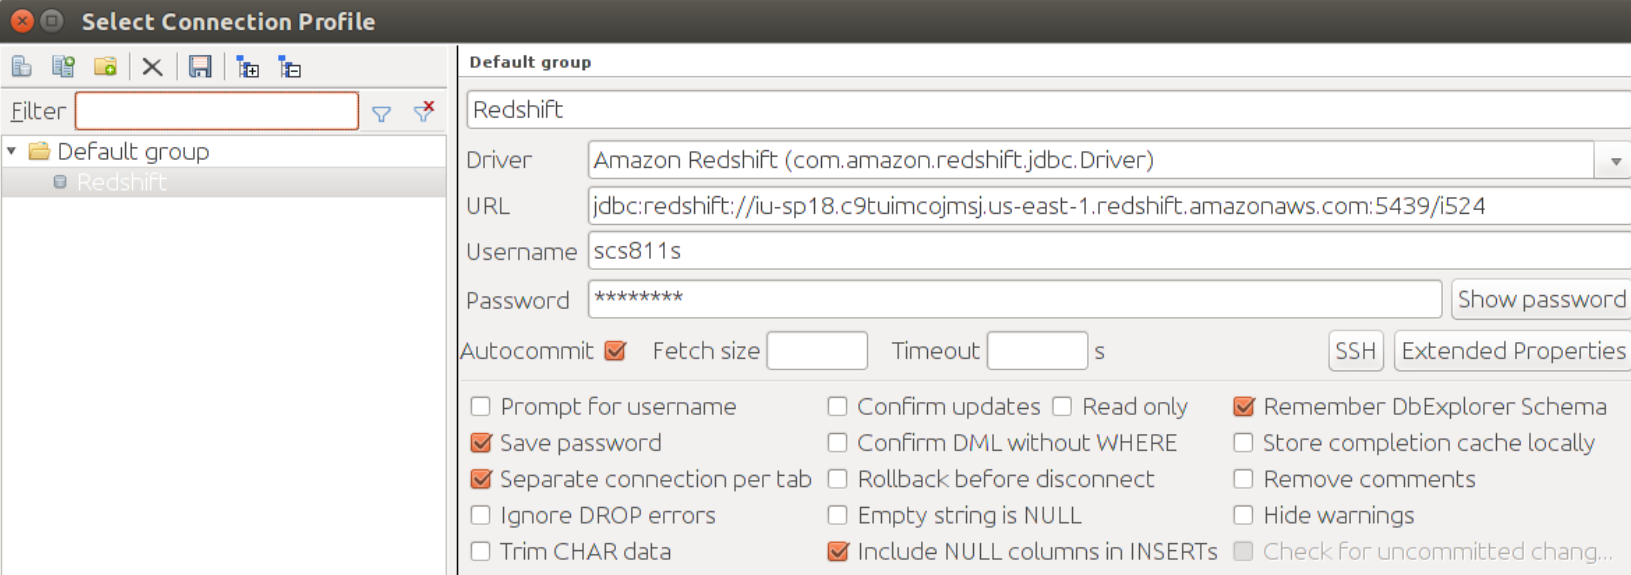 Select Connection Profile
Default group
Filter
Redshift
Default group
Driver Amazon Redshift (com.amazon.redshift.jdbc.Driver)
Redshift
URL jdbc:redshift://iu-sp18.c9tuimcojmsj.us-east-1.redshift.amazonaws.com:5439/i524
Username scs811s
Password ******** Show password
Autocommit Fetch size Timeout s SSH Extended Properties
Prompt for username Confirm updates Read only Remember DbExplorer Schema
Save password Confirm DML without WHERE Store completion cache locally
Separate connection per tab Rollback before disconnect Remove comments
Ignore DROP errors Empty string is NULL Hide warnings
Trim CHAR data Include NULL columns in INSERTs Check for uncommitted chang...